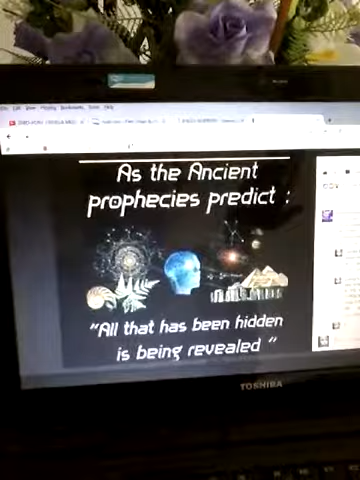 As the Ancient
prophecies predict :
"All that has been hidden
is being revealed "
TOSHIBA